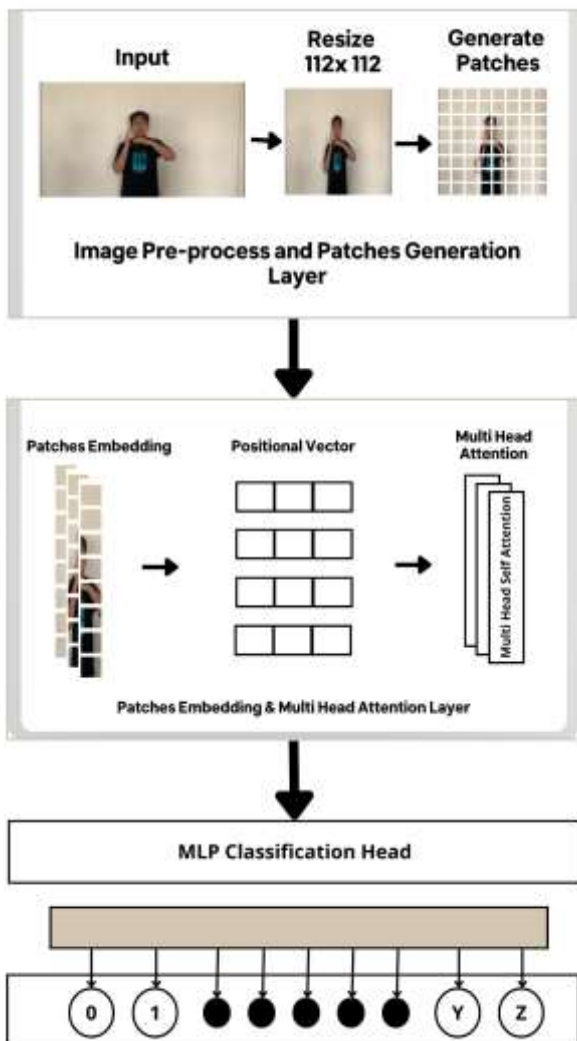 Input
Resize
112x 112
Generate
Patches
Image Pre-process and Patches Generation
Layer
Patches Embedding
Positional Vector
Multi Head
Attention
Multi Head Self Attention
Patches Embedding & Multi Head Attention Layer
MLP Classification Head
0 1 Y Z